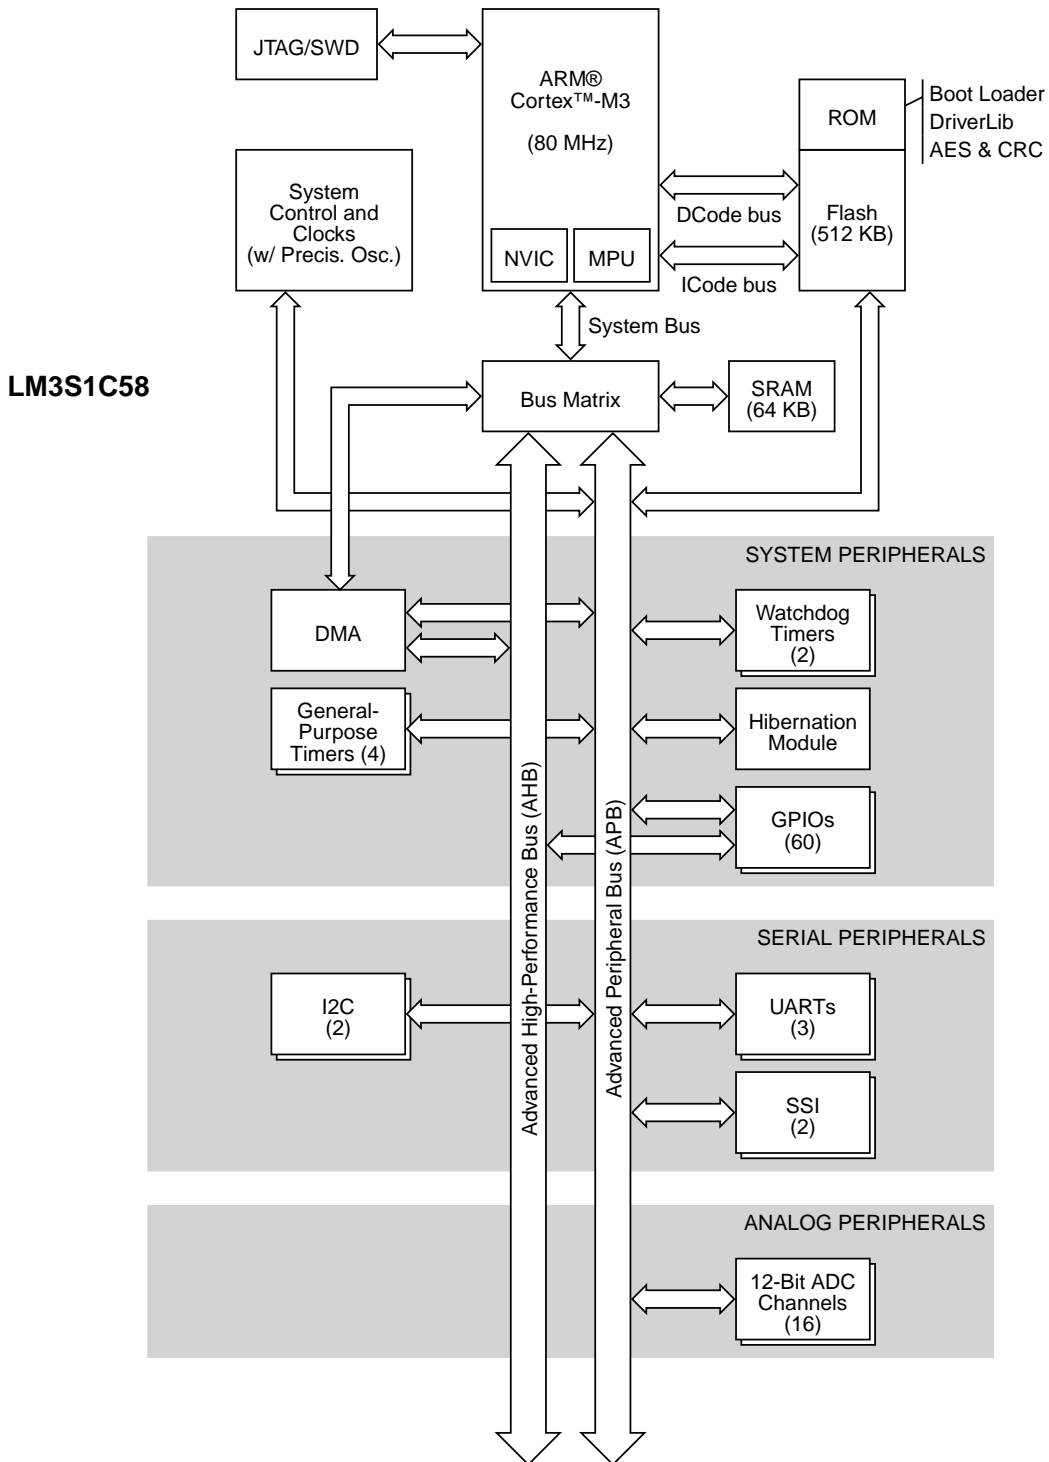 JTAG/SWD
ARM®
Cortex™-M3
(80 MHz)
NVIC
MPU
ROM
Boot Loader
DriverLib
AES & CRC
System
Control and
Clocks
(w/ Precis. Osc.)
DCode bus
Flash
(512 KB)
ICode bus
System Bus
LM3S1C58
Bus Matrix
SRAM
(64 KB)
SYSTEM PERIPHERALS
DMA
Watchdog
Timers
(2)
General-
Purpose
Timers (4)
Hibernation
Module
GPIOs
(60)
Advanced High-Performance Bus (AHB)
Advanced Peripheral Bus (APB)
SERIAL PERIPHERALS
I2C
(2)
UARTs
(3)
SSI
(2)
ANALOG PERIPHERALS
12-Bit ADC
Channels
(16)